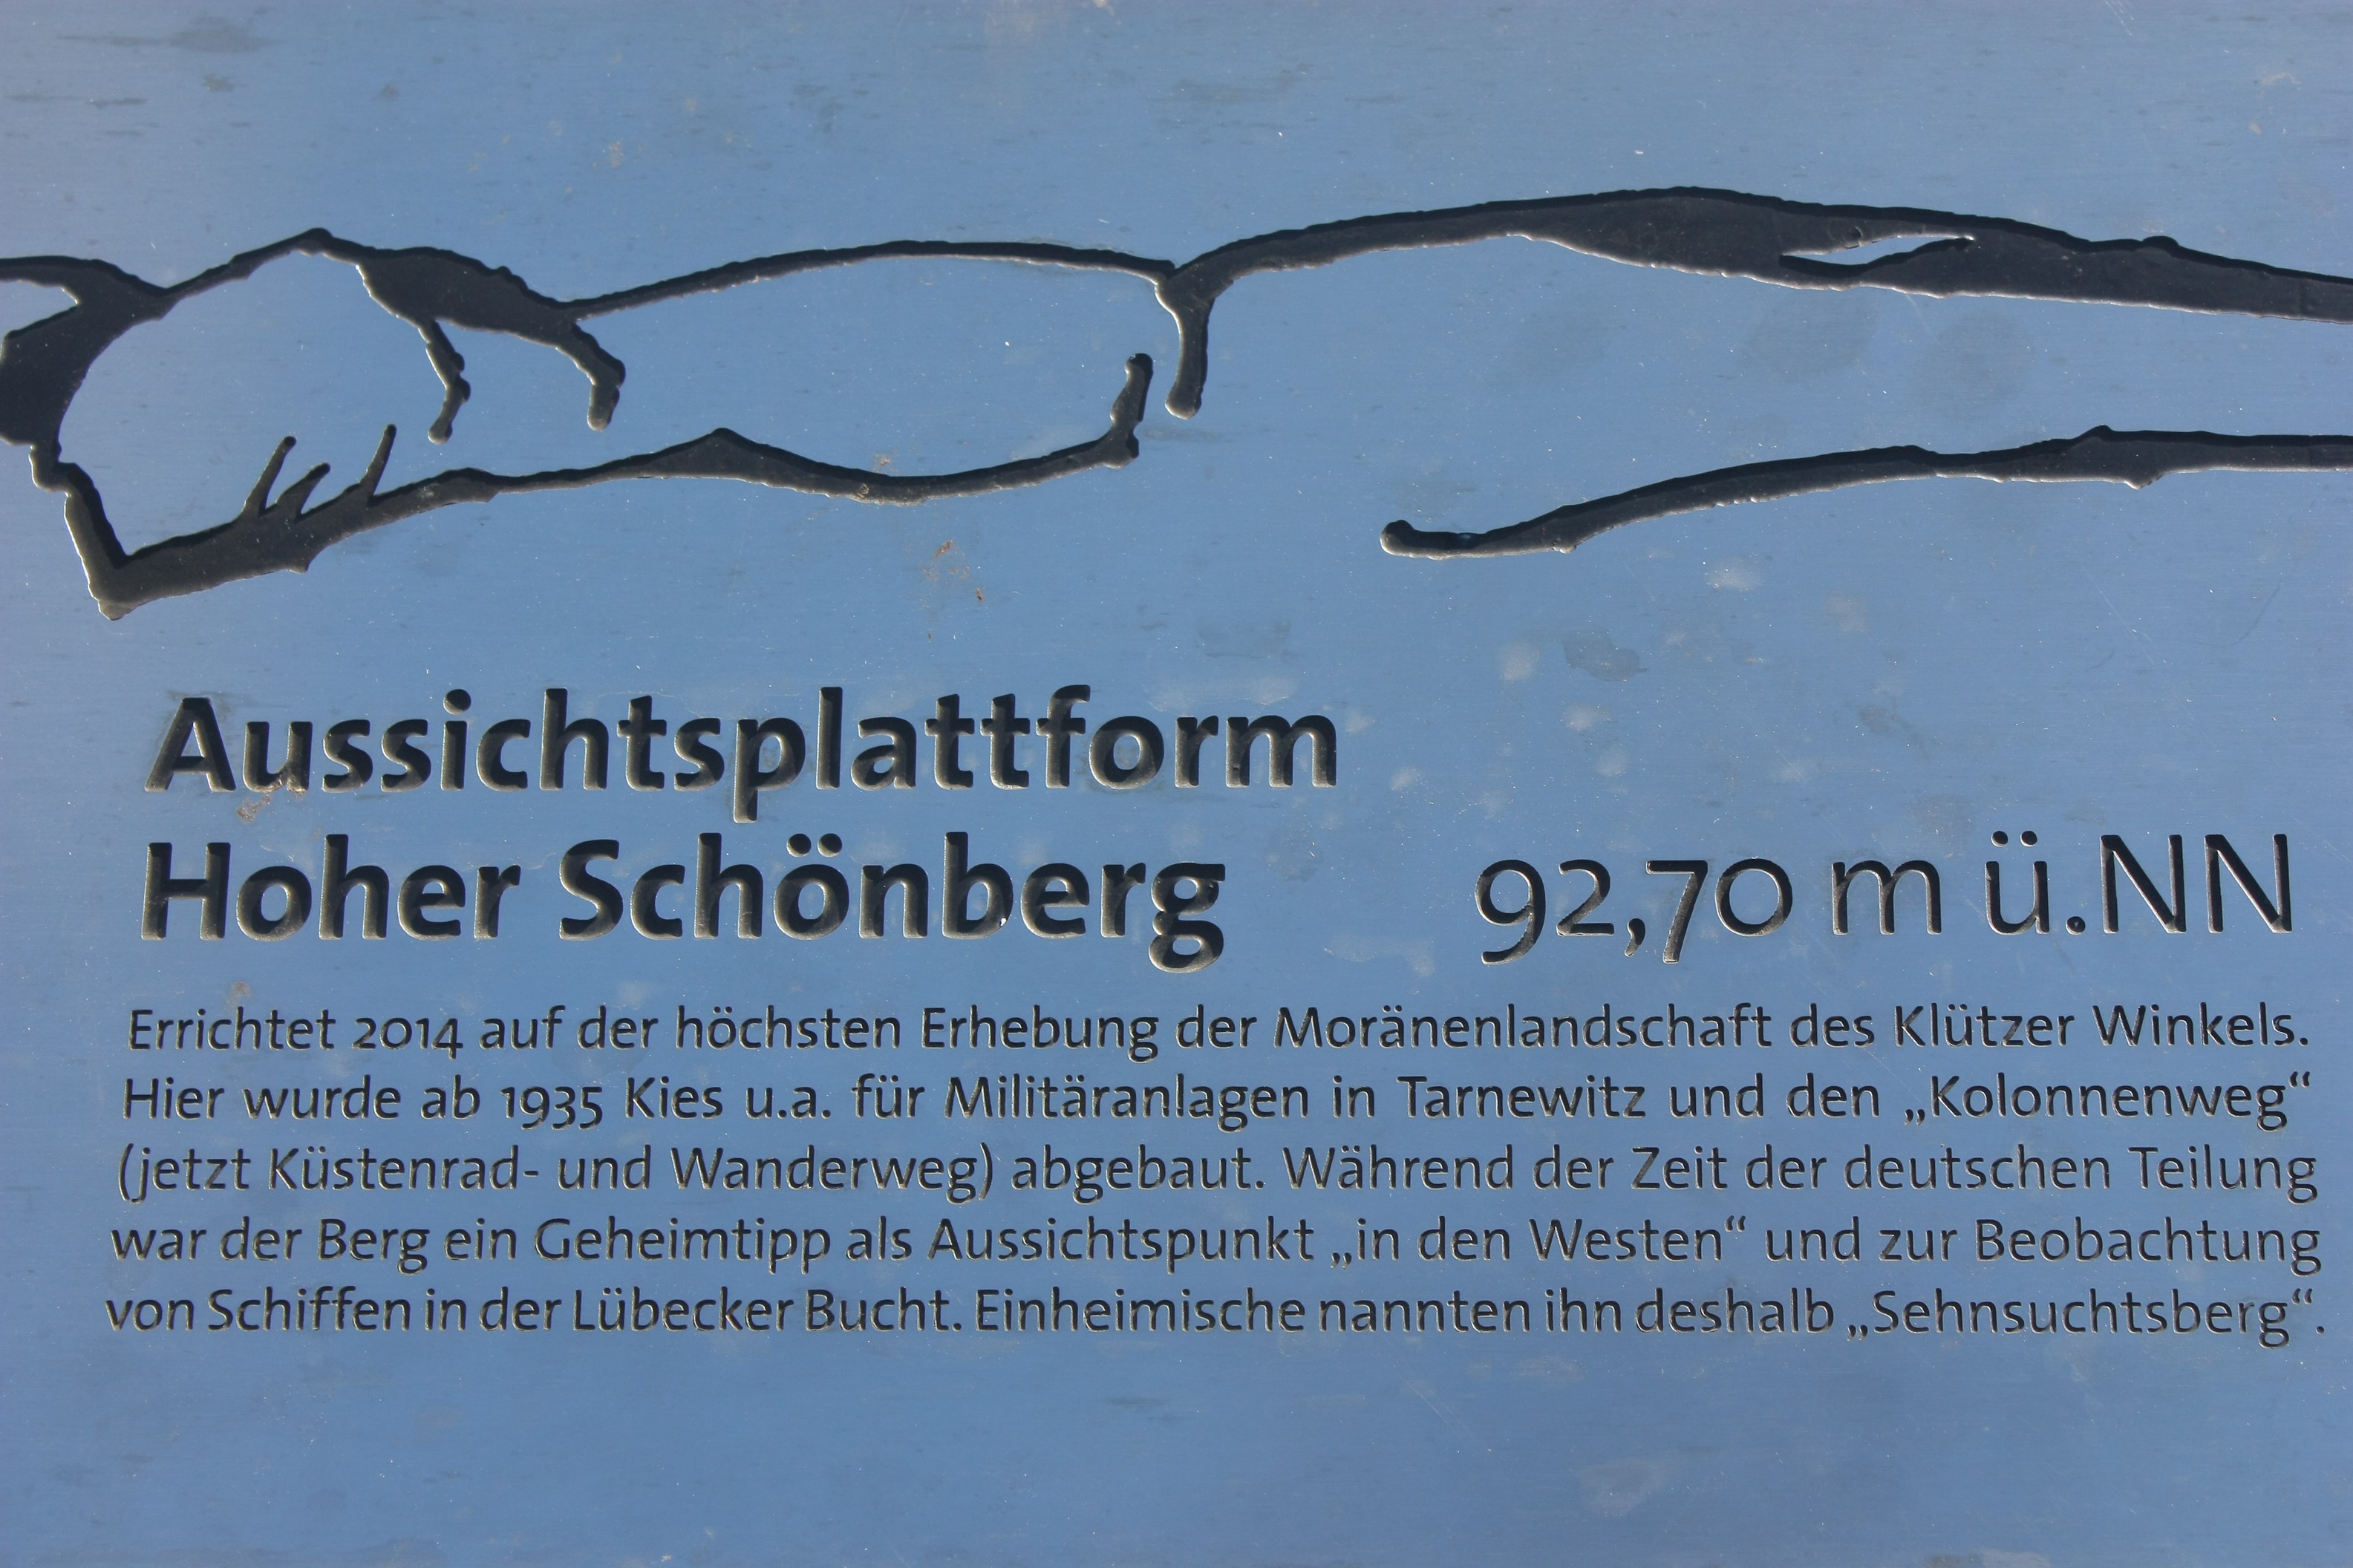 Aussichtsplattform
Hoher Schönberg 92,70 m ü.NN
Errichtet 2014 auf der höchsten Erhebung der Moränenlandschaft des Klützer Winkels.
Hier wurde ab 1935 Kies u.a. für Militäranlagen in Tarnewitz und den „Kolonnenweg“
(jetzt Küstenrad- und Wanderweg) abgebaut. Während der Zeit der deutschen Teilung
war der Berg ein Geheimtipp als Aussichtspunkt „in den Westen“ und zur Beobachtung
von Schiffen in der Lübecker Bucht. Einheimische nannten ihn deshalb „Sehnsuchtsberg“.